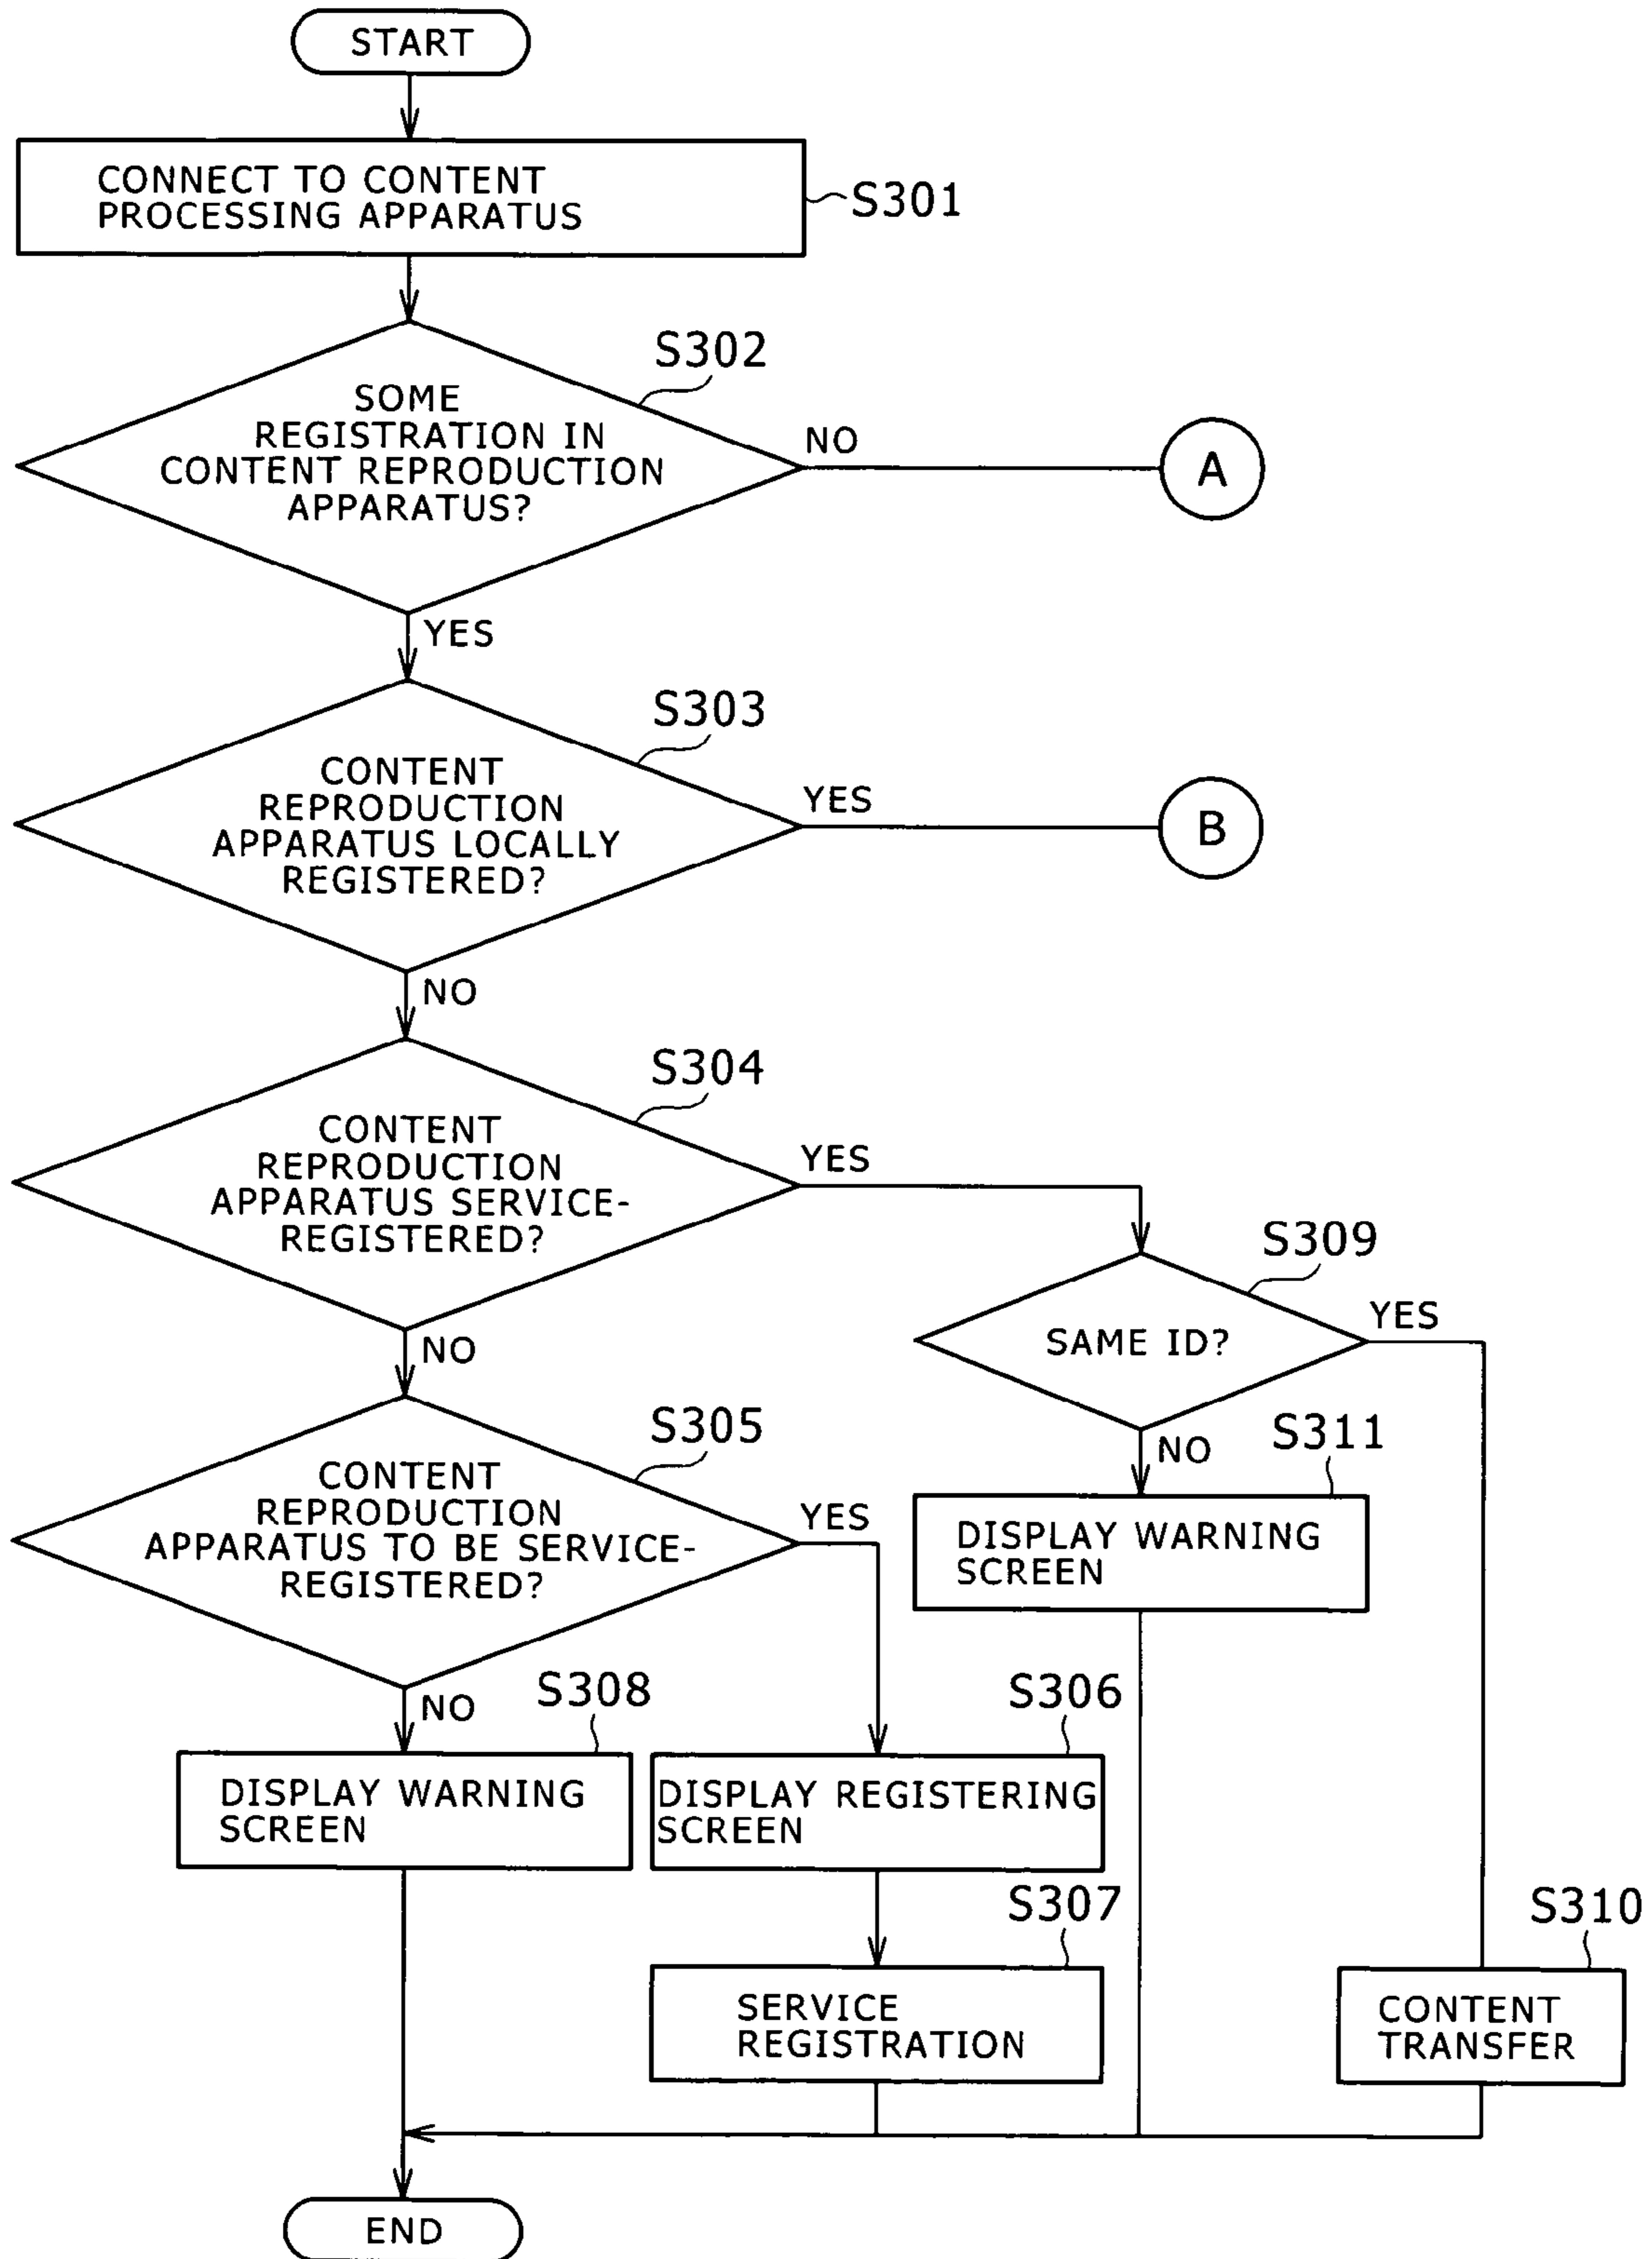 START
CONNECT TO CONTENT
PROCESSING APPARATUS
S301
S302
SOME
REGISTRATION IN
CONTENT REPRODUCTION
APPARATUS?
NO
A
YES
S303
CONTENT
REPRODUCTION
APPARATUS LOCALLY
REGISTERED?
YES
B
NO
S304
CONTENT
REPRODUCTION
APPARATUS SERVICE-
REGISTERED?
YES
S309
SAME ID?
YES
NO
S305
CONTENT
REPRODUCTION
APPARATUS TO BE SERVICE-
REGISTERED?
YES
NO
S311
DISPLAY WARNING
SCREEN
NO
S308
DISPLAY WARNING
SCREEN
S306
DISPLAY REGISTERING
SCREEN
S307
SERVICE
REGISTRATION
S310
CONTENT
TRANSFER
END